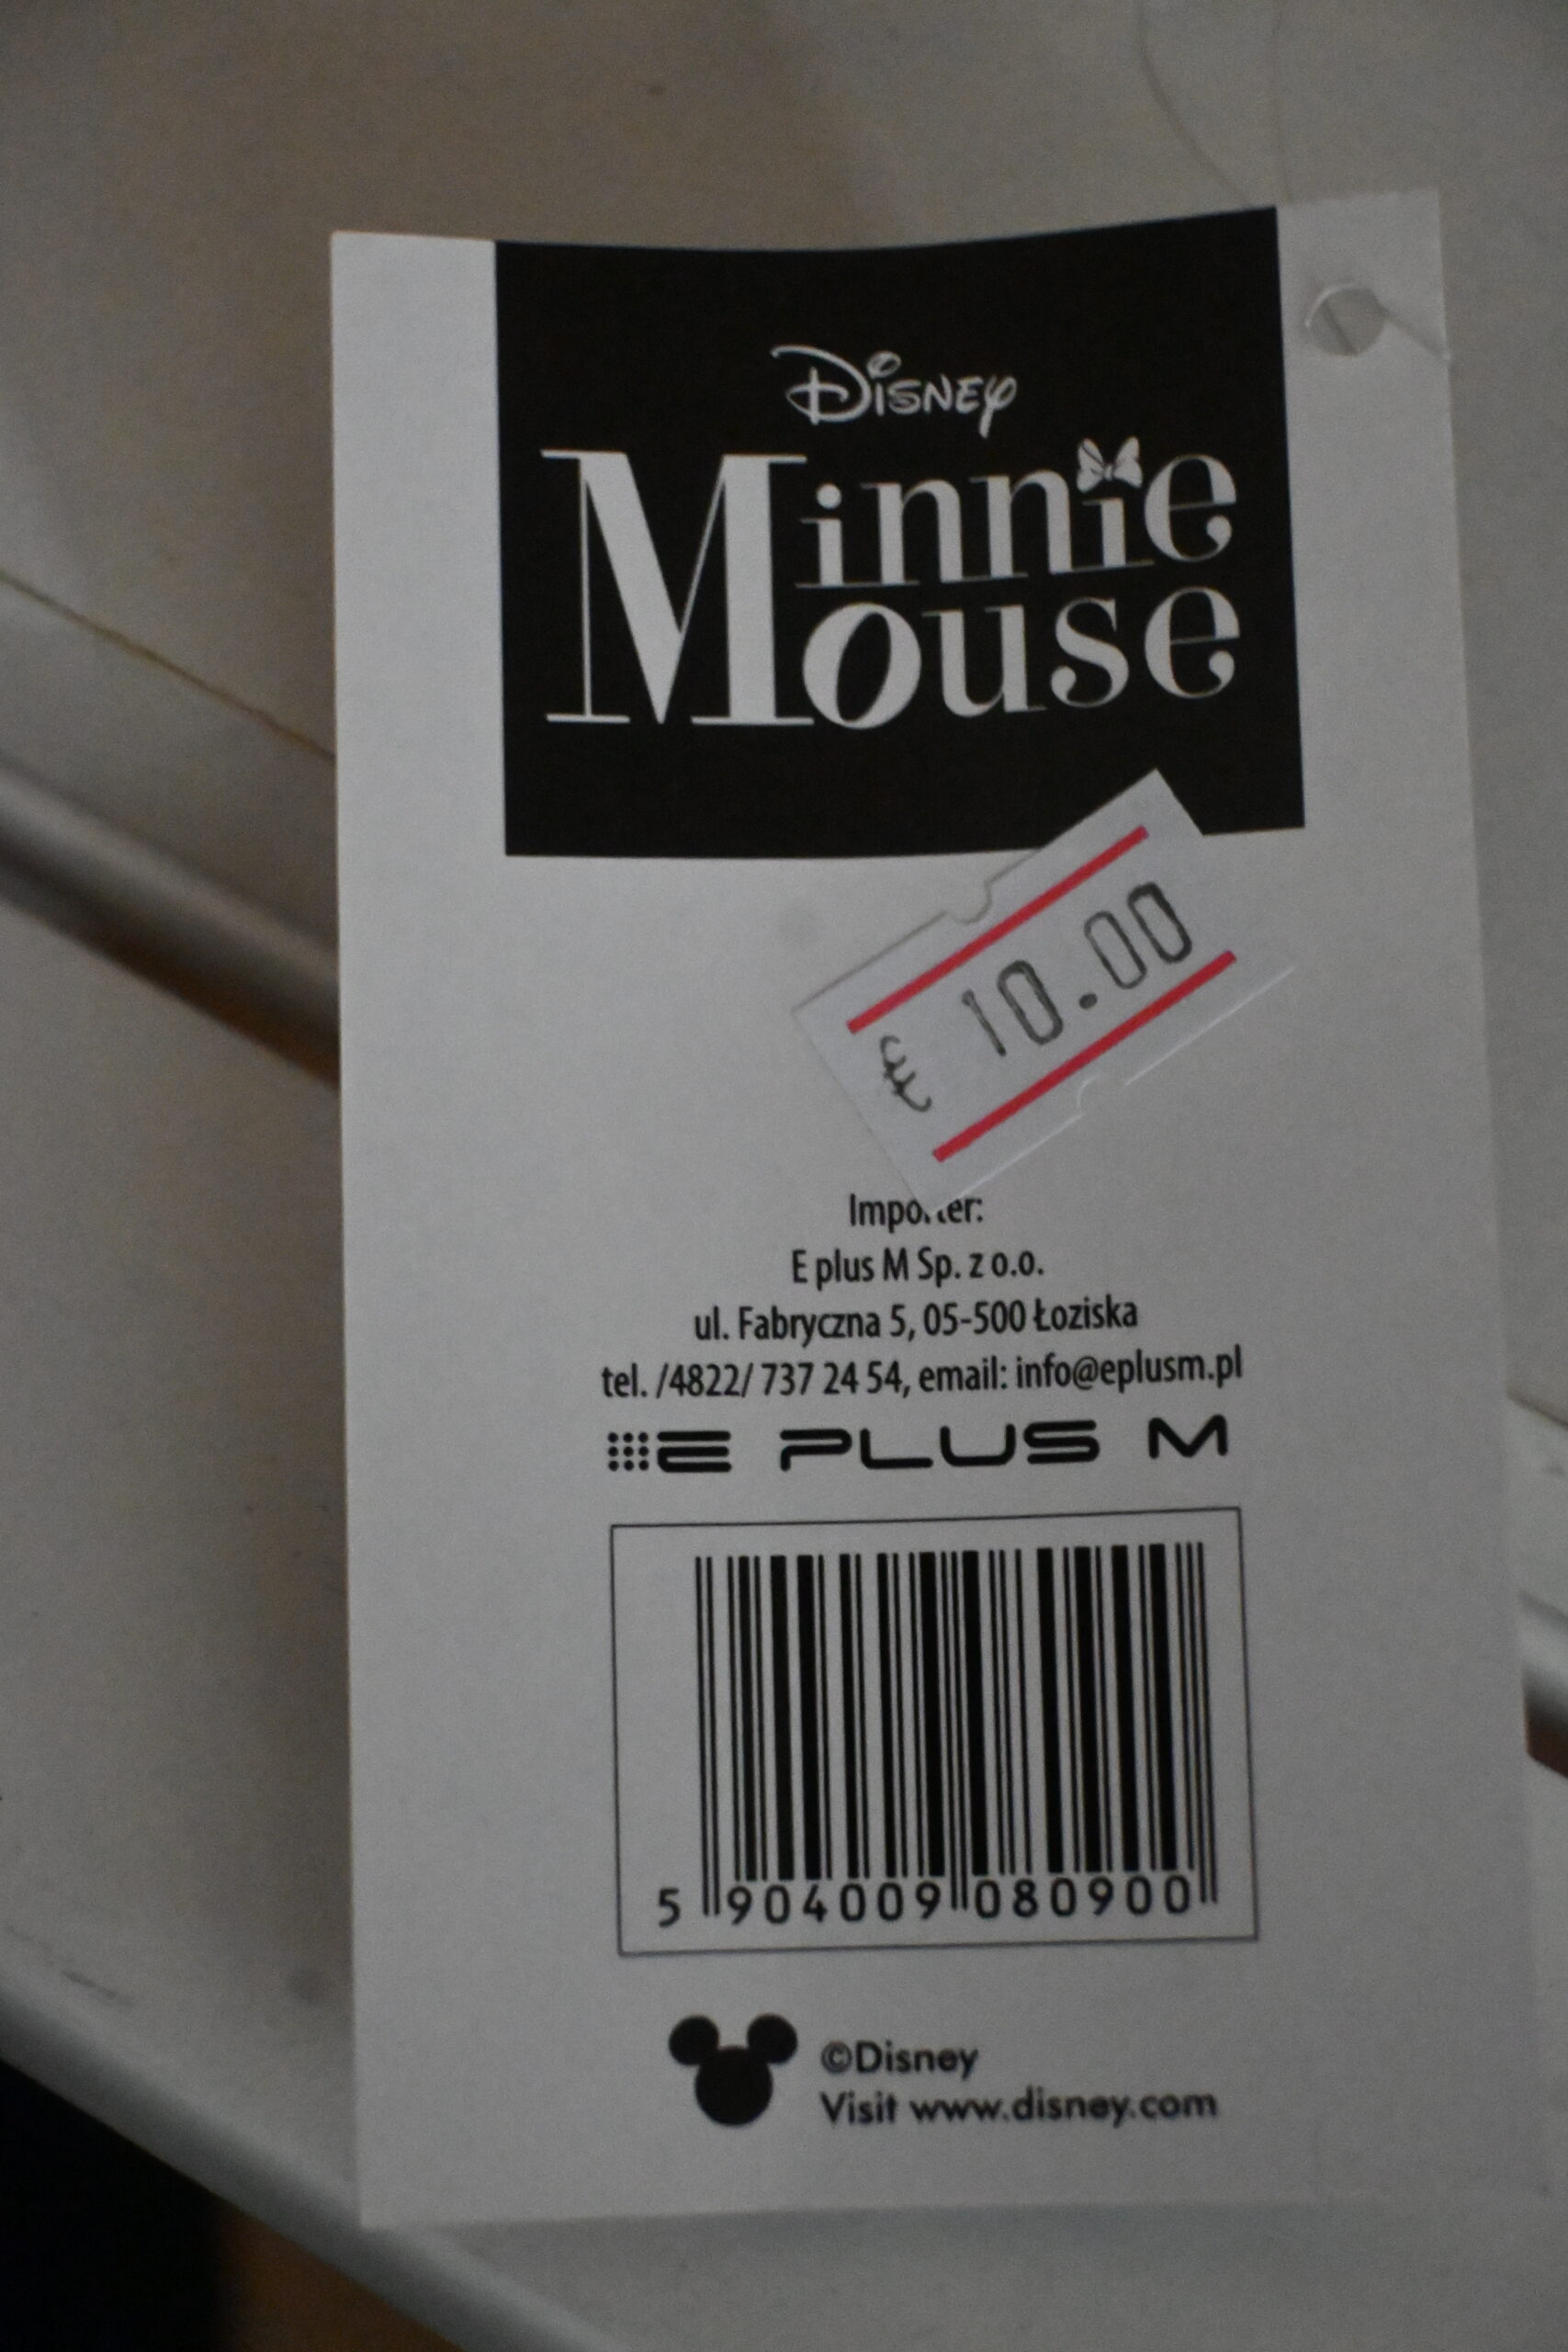 Disney
Minnie
Mouse
€ 10.00
Importer:
E plus M Sp. z o.o.
ul. Fabryczna 5, 05-500 Łoziska
tel. /4822/ 737 24 54, email: info@eplusm.pl
E PLUS M
5 904009 080900
©Disney
Visit www.disney.com